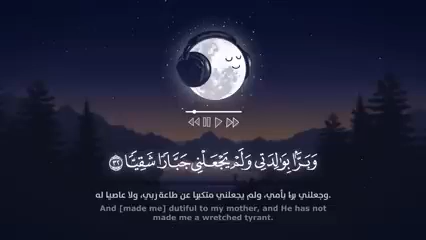 وَبَرًّۢا بِوَٰلِدَتِي وَلَمۡ يَجۡعَلۡنِي جَبَّارٗا شَقِيّٗا ٣٢
وجعلني برا بأمي، ولم يجعلني متكبرا عن طاعة ربي، ولا عاصيا له.
And [made me] dutiful to my mother, and He has not
made me a wretched tyrant.